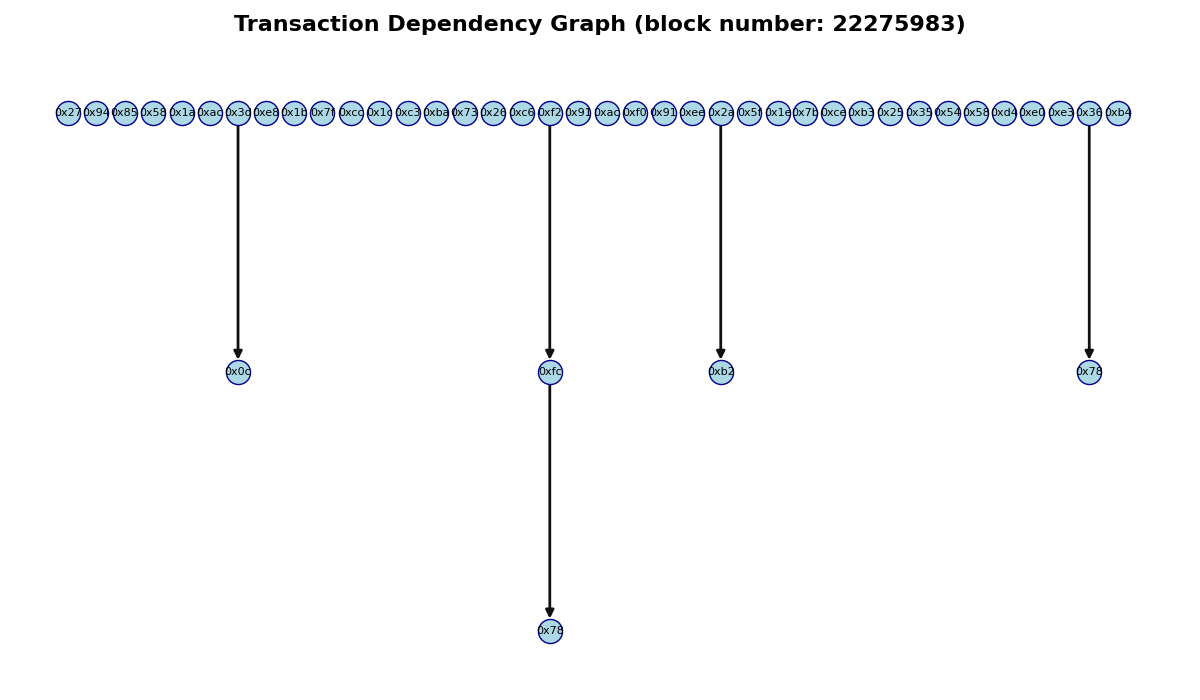 Transaction Dependency Graph (block number: 22275983)
0x27 0x94 0x85 0x58 0x1a 0xac 0x3d 0xe8 0x1b 0x7f 0xcc 0x1c 0xc3 0xba 0x73 0x26 0xc6 0xf2 0x91 0xac 0xf0 0x91 0xee 0x2a 0x5f 0x1e 0x7b 0xce 0xb3 0x25 0x35 0x54 0x58 0xd4 0xe0 0xe3 0x36 0xb4
0x0c 0xfc 0xb2 0x78
0x78